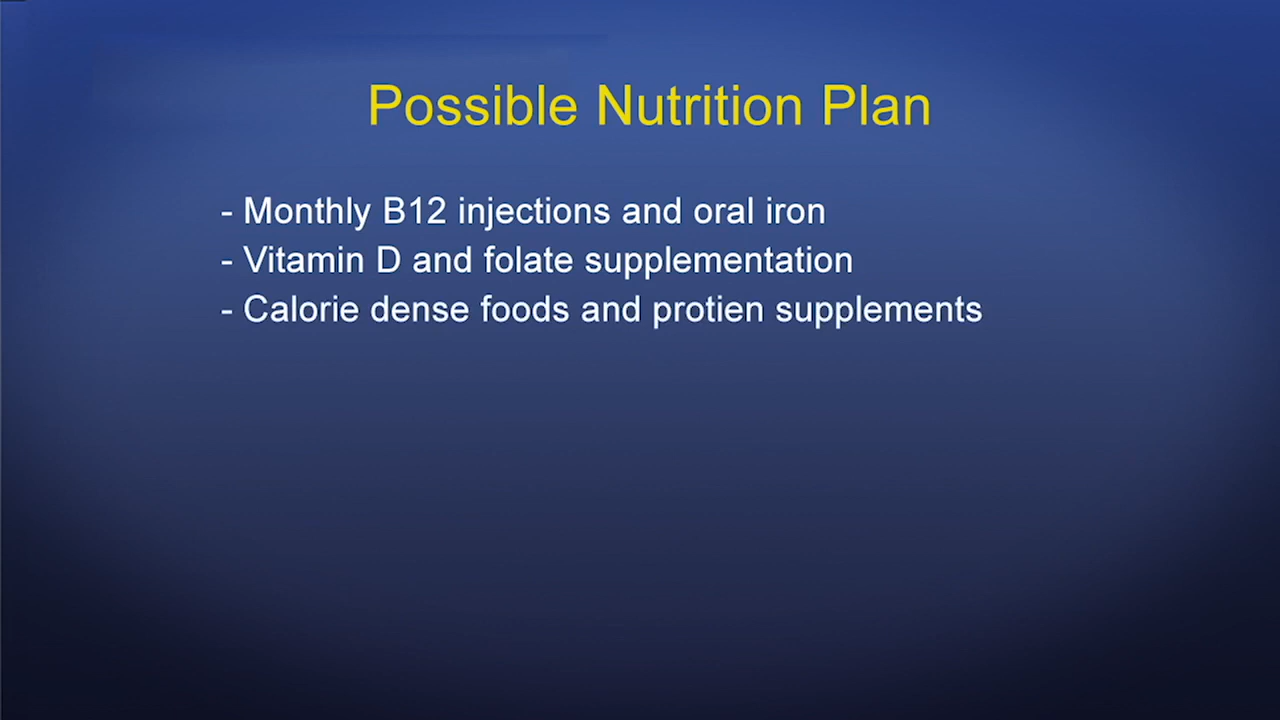 Possible Nutrition Plan
- Monthly B12 injections and oral iron
- Vitamin D and folate supplementation
- Calorie dense foods and protien supplements